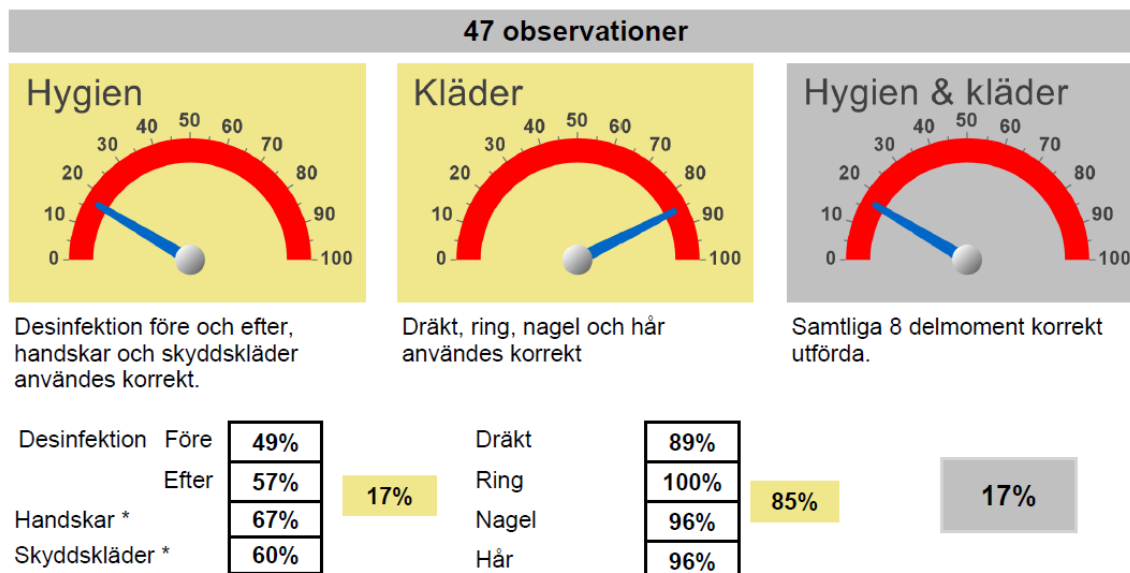 47 observationer
Hygien
0 10 20 30 40 50 60 70 80 90 100
Kläder
0 10 20 30 40 50 60 70 80 90 100
Hygien & kläder
0 10 20 30 40 50 60 70 80 90 100
Desinfektion före och efter,
handskar och skyddskläder
användes korrekt.
Dräkt, ring, nagel och hår
användes korrekt
Samtliga 8 delmoment korrekt
utförda.
Desinfektion Före 49%
Efter 57%
Handskar * 67%
Skyddskläder * 60%
17%
Dräkt 89%
Ring 100%
Nagel 96%
Hår 96%
85%
17%